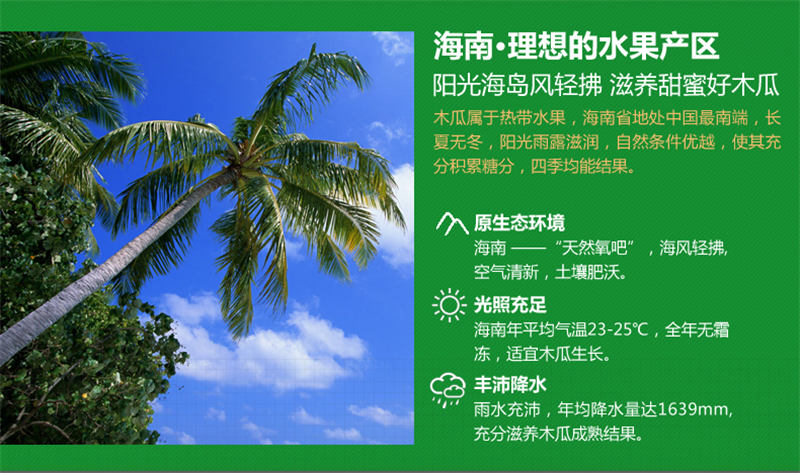 海南·理想的水果产区
阳光海岛风轻拂 滋养甜蜜好木瓜
木瓜属于热带水果，海南省地处中国最南端，长
夏无冬，阳光雨露滋润，自然条件优越，使其充
分积累糖分，四季均能结果。
原生态环境
海南 ——“天然氧吧”，海风轻拂,
空气清新，土壤肥沃。
光照充足
海南年平均气温23-25℃，全年无霜
冻，适宜木瓜生长。
丰沛降水
雨水充沛，年均降水量达1639mm,
充分滋养木瓜成熟结果。